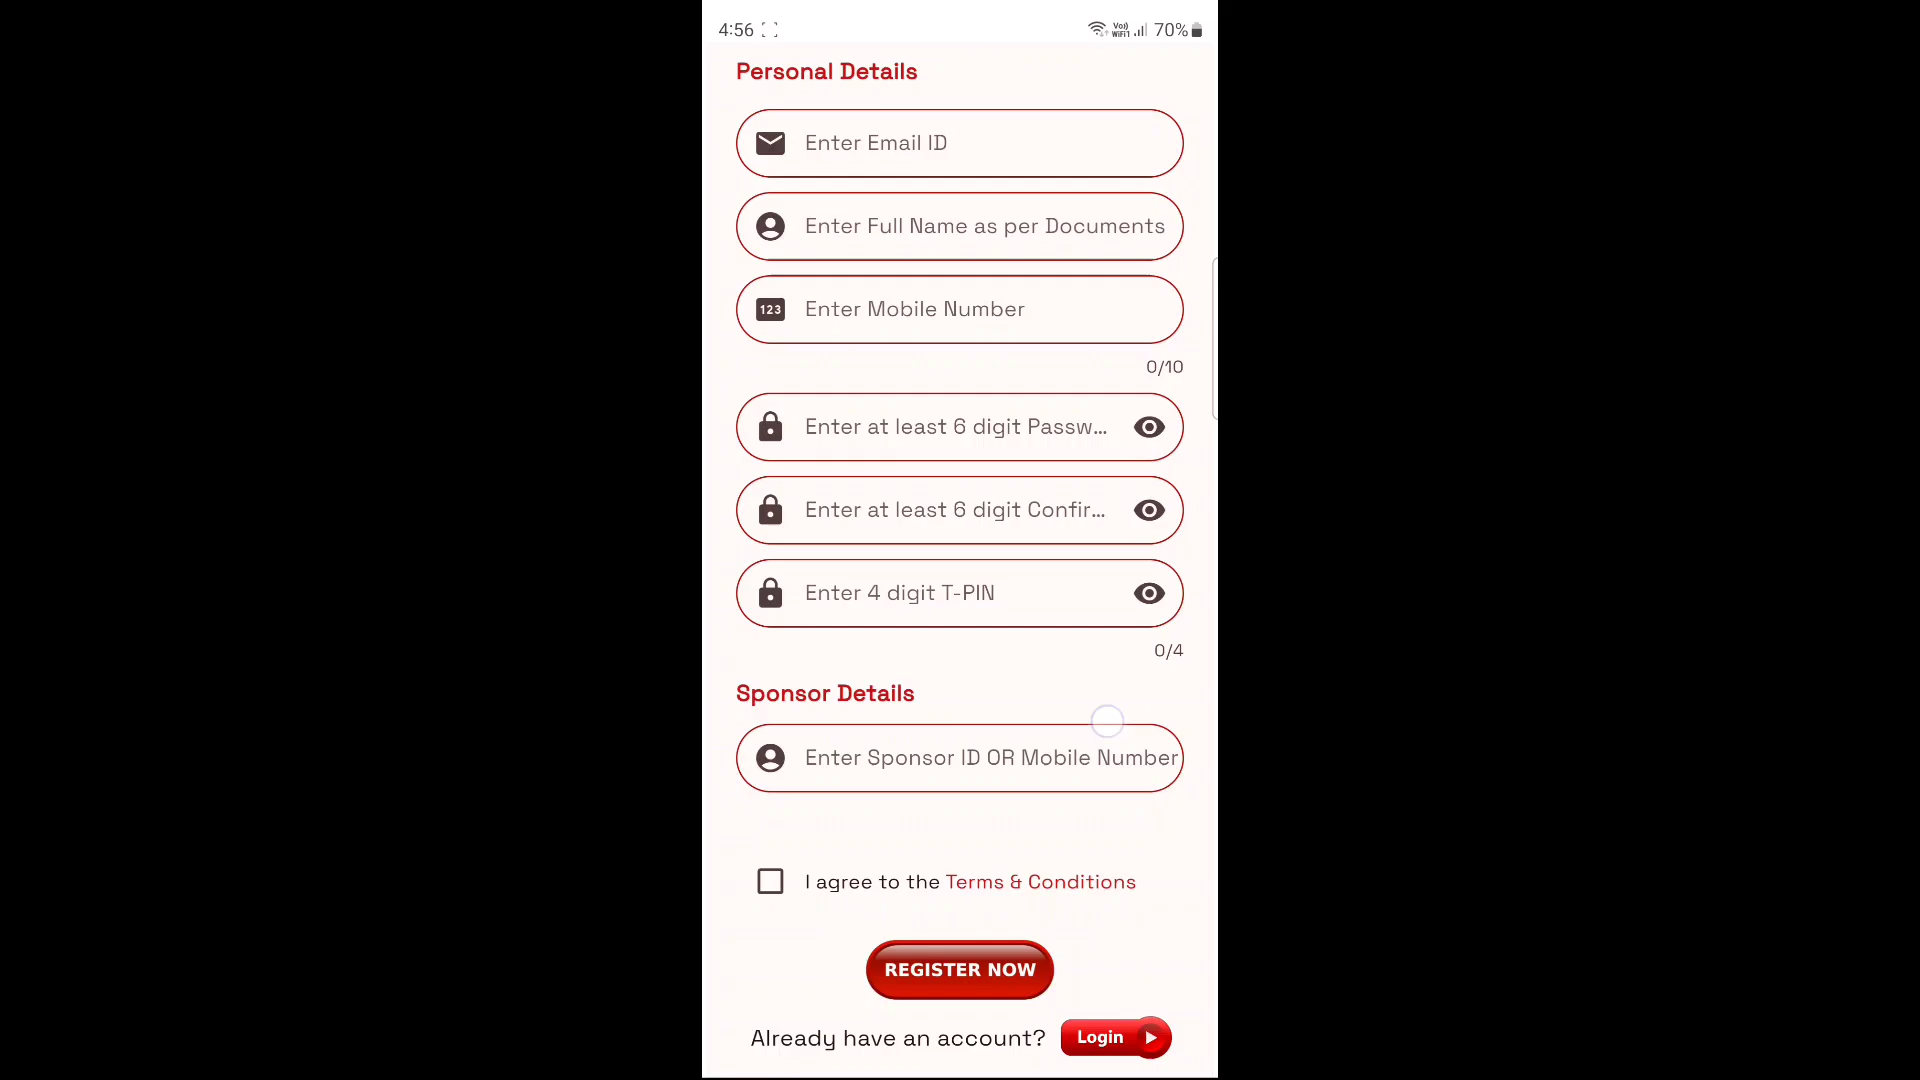 4:56 70%
Personal Details
Enter Email ID
Enter Full Name as per Documents
123 Enter Mobile Number
0/10
Enter at least 6 digit Passw...
Enter at least 6 digit Confir...
Enter 4 digit T-PIN
0/4
Sponsor Details
Enter Sponsor ID OR Mobile Number
I agree to the Terms & Conditions
REGISTER NOW
Already have an account? Login